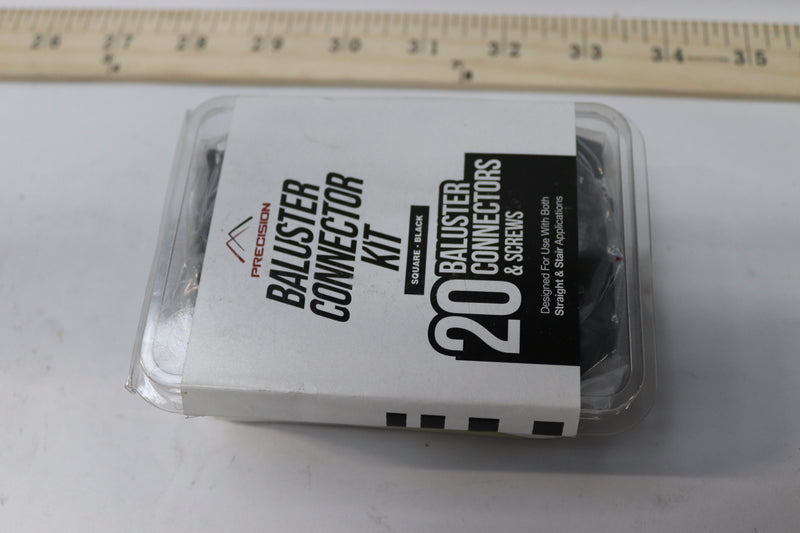 26 27 28 29 30 31 32 33 34 35
PRECISION
BALUSTER
CONNECTOR
KIT
SQUARE - BLACK
20 BALUSTER
CONNECTORS
& SCREWS
Designed For Use With Both
Straight & Stair Applications